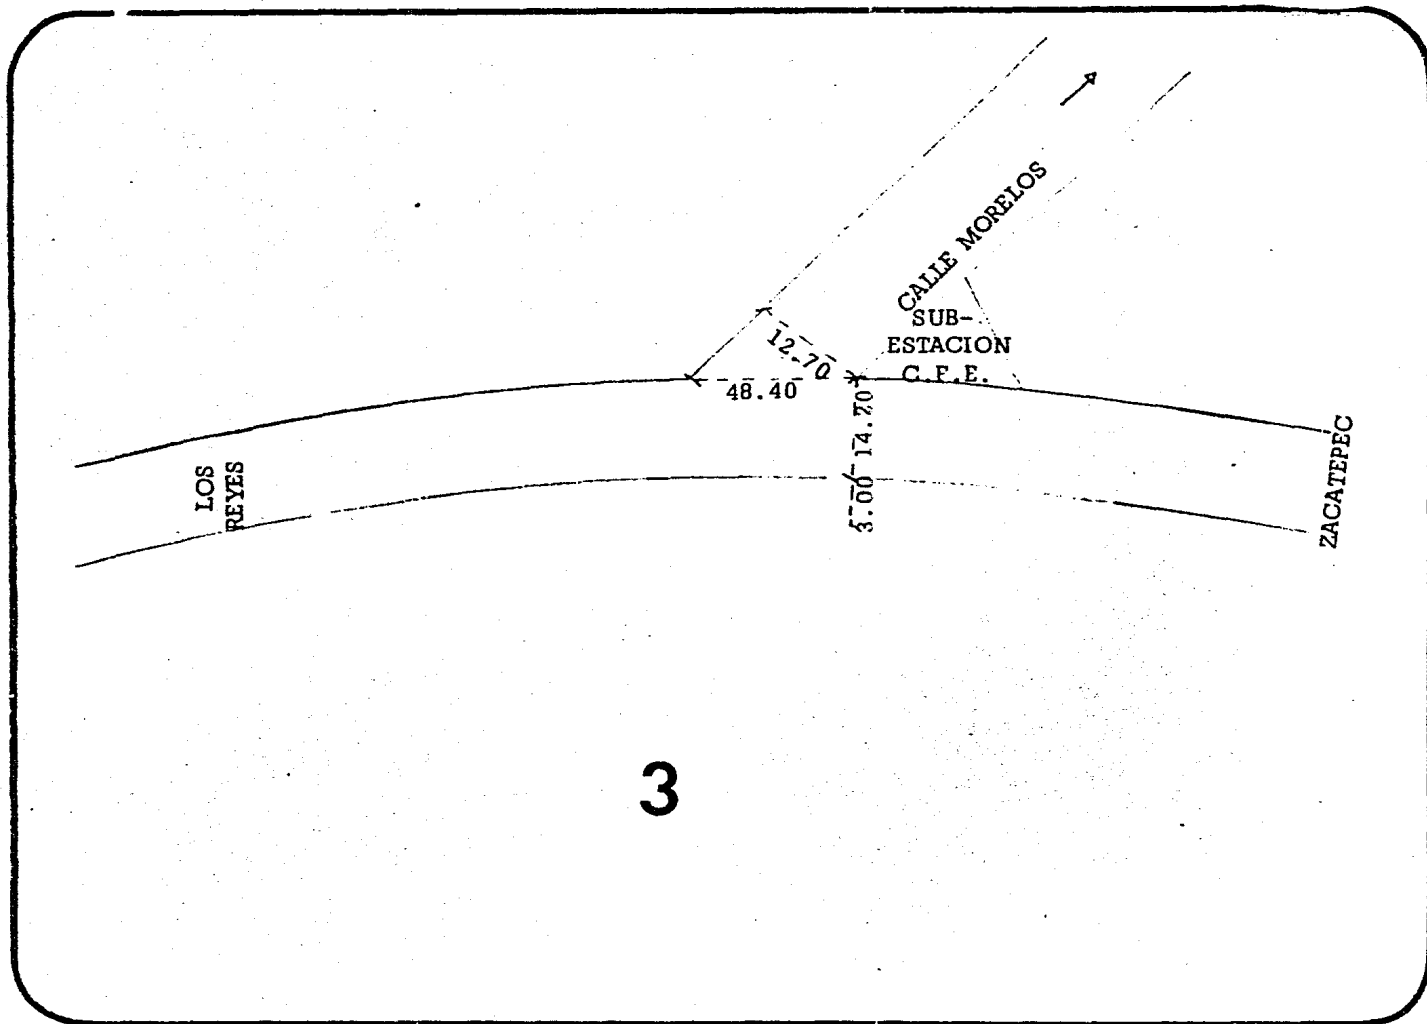 CALLE MORELOS
SUB-
ESTACION
C.F.E.
12.70
48.40
14.70
3.00
LOS
REYES
ZACATEPEC
3